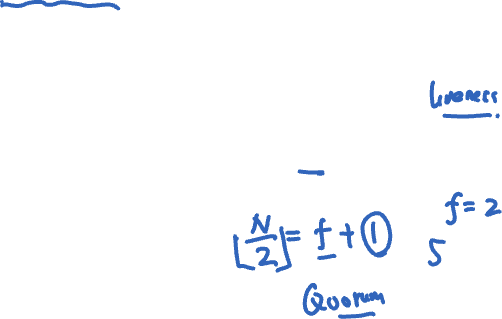 Liveness.
f = 2
⌊N/2⌋ = f + 1 5
Quorum